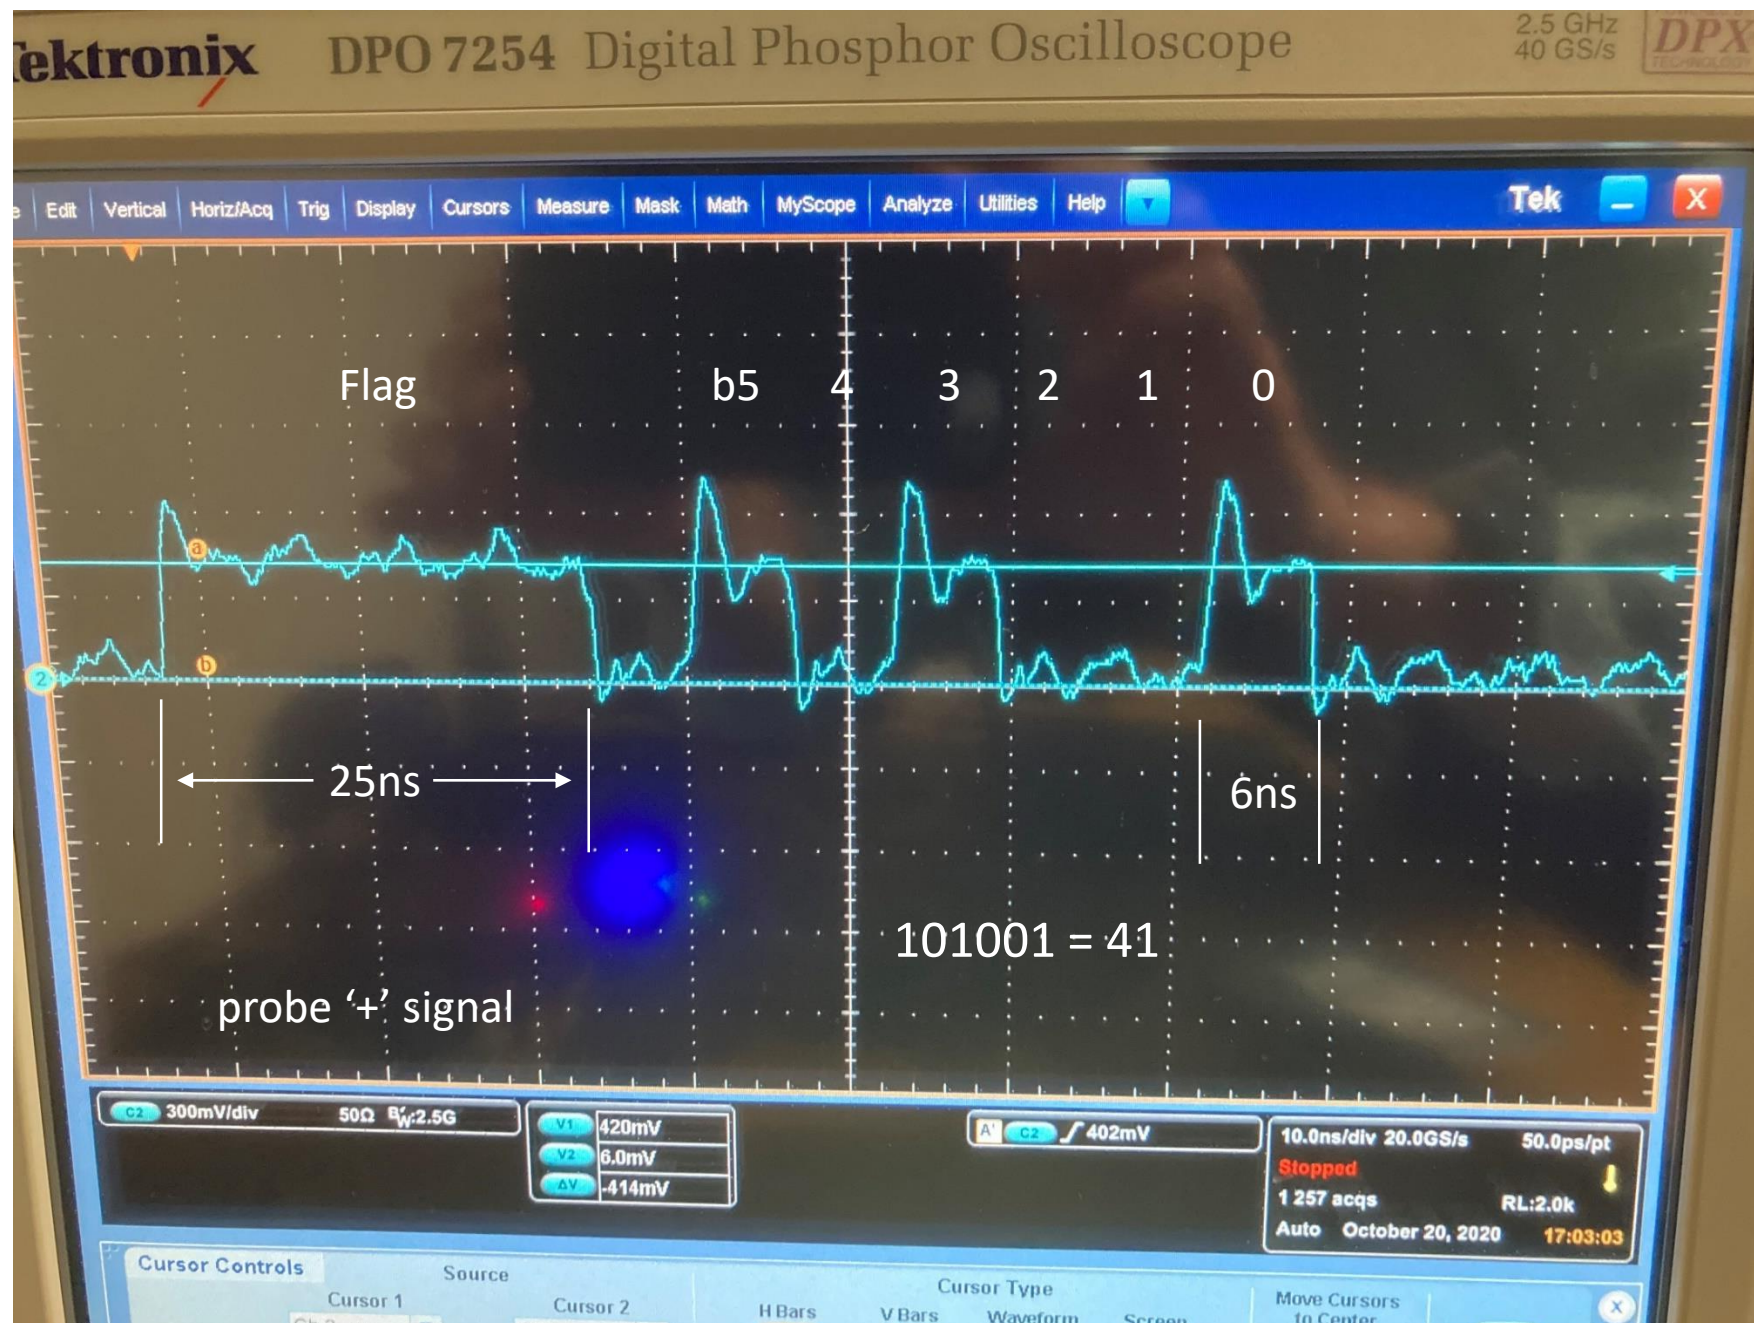 Tektronix DPO 7254 Digital Phosphor Oscilloscope
2.5 GHz
40 GS/s
DPX
TECHNOLOGY
Edit Vertical Horiz/Acq Trig Display Cursors Measure Mask Math MyScope Analyze Utilities Help Tek X
Flag b5 4 3 2 1 0
a
b
2
25ns
6ns
101001 = 41
probe ‘+’ signal
C2 300mV/div 50Ω BW:2.5G
V1 420mV
V2 6.0mV
ΔV -414mV
A' C2 402mV
10.0ns/div 20.0GS/s 50.0ps/pt
Stopped
1 257 acqs RL:2.0k
Auto October 20, 2020 17:03:03
Cursor Controls
Source
Cursor 1
Cursor 2
Cursor Type
H Bars V Bars Waveform Screen
Move Cursors
to Center
X